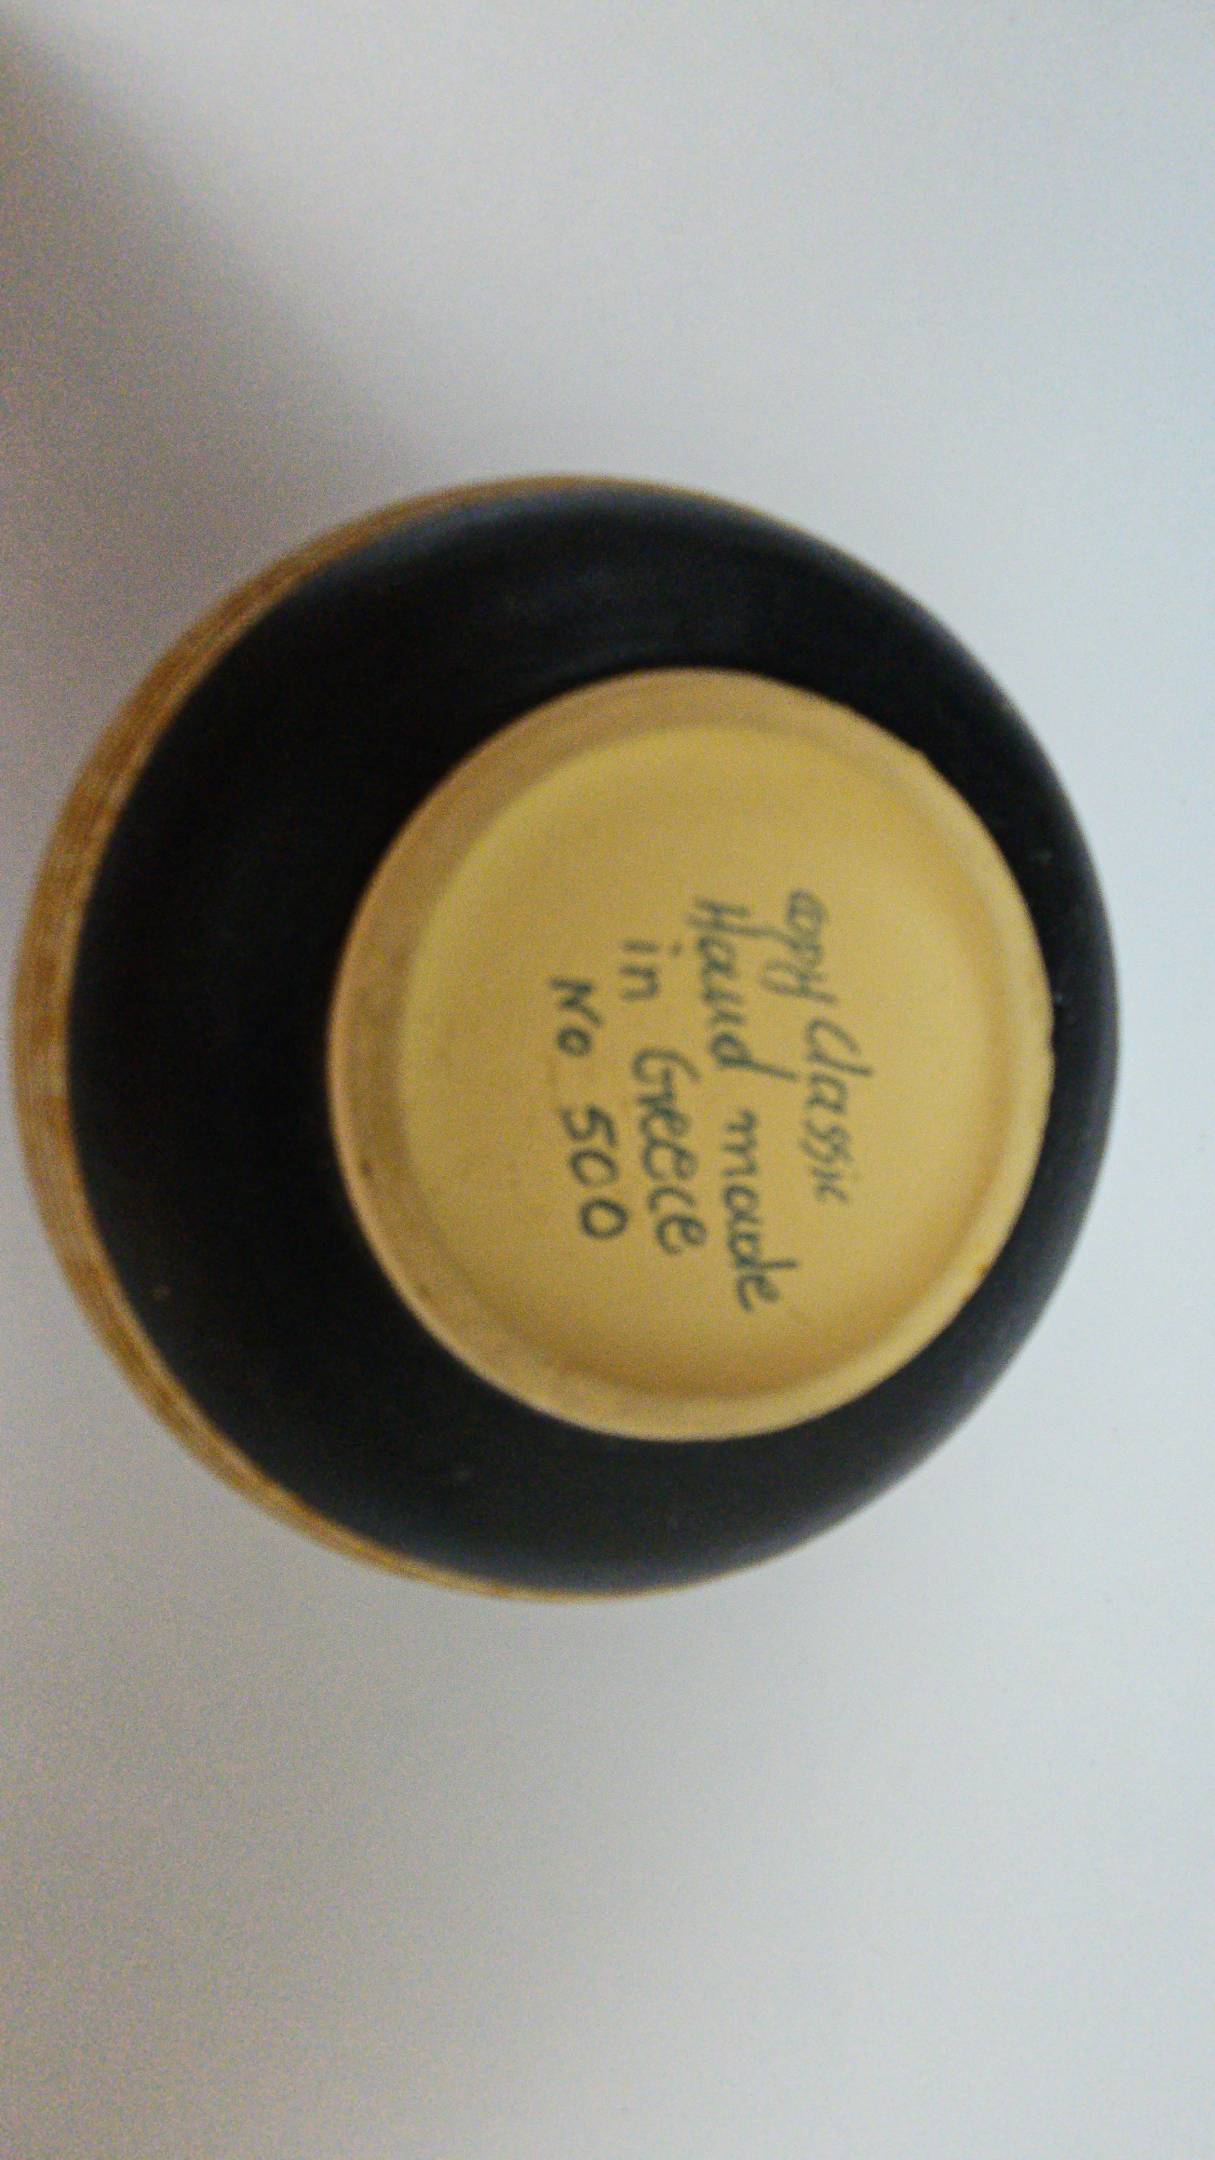 copy Classic
Hand made
in Greece
No 500